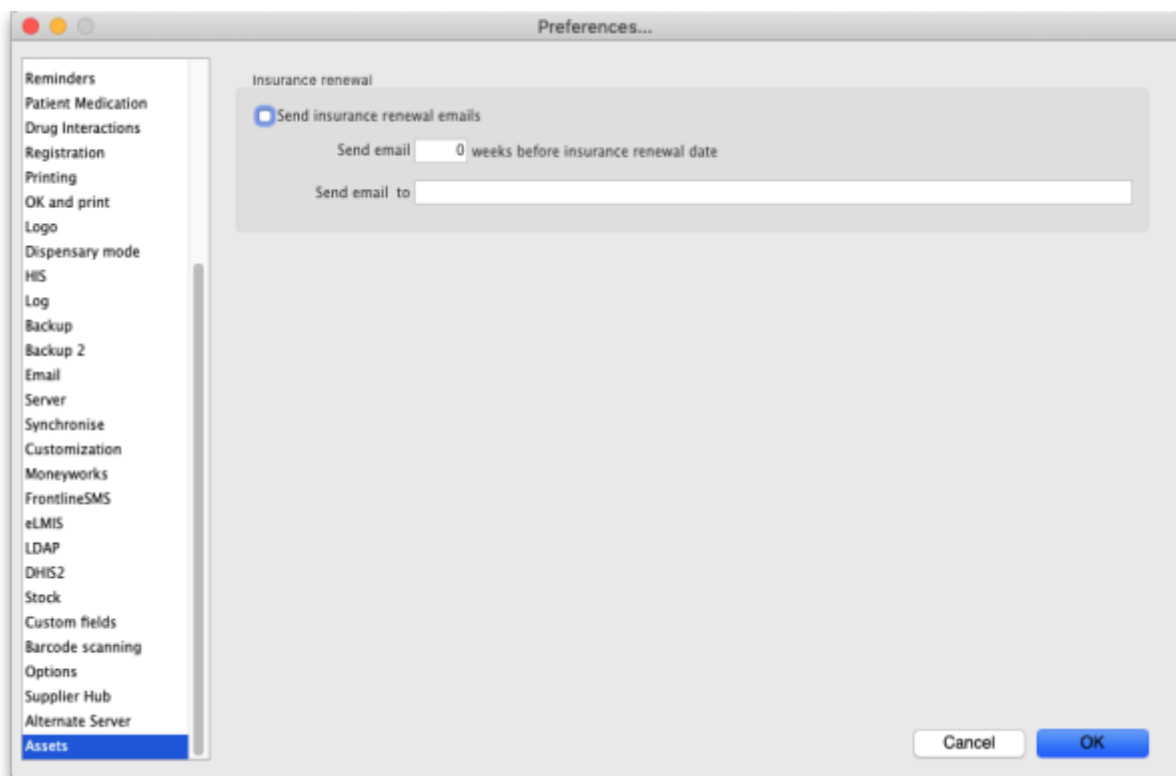 Preferences...
Reminders
Patient Medication
Drug Interactions
Registration
Printing
OK and print
Logo
Dispensary mode
HIS
Log
Backup
Backup 2
Email
Server
Synchronise
Customization
Moneyworks
FrontlineSMS
eLMIS
LDAP
DHIS2
Stock
Custom fields
Barcode scanning
Options
Supplier Hub
Alternate Server
Assets
Insurance renewal
Send insurance renewal emails
Send email 0 weeks before insurance renewal date
Send email to
Cancel OK